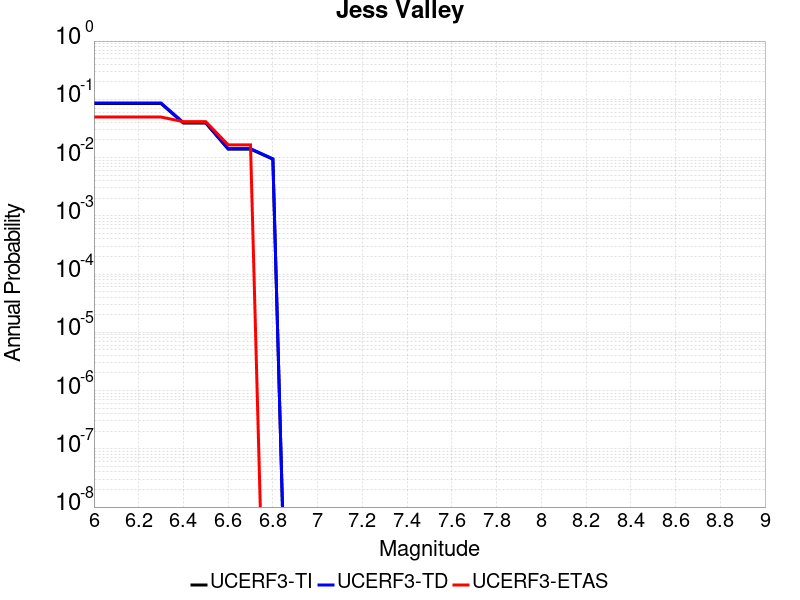 Jess Valley
10^0
10^-1
10^-2
10^-3
10^-4
10^-5
10^-6
10^-7
10^-8
Annual Probability
6 6.2 6.4 6.6 6.8 7 7.2 7.4 7.6 7.8 8 8.2 8.4 8.6 8.8 9
Magnitude
UCERF3-TI UCERF3-TD UCERF3-ETAS